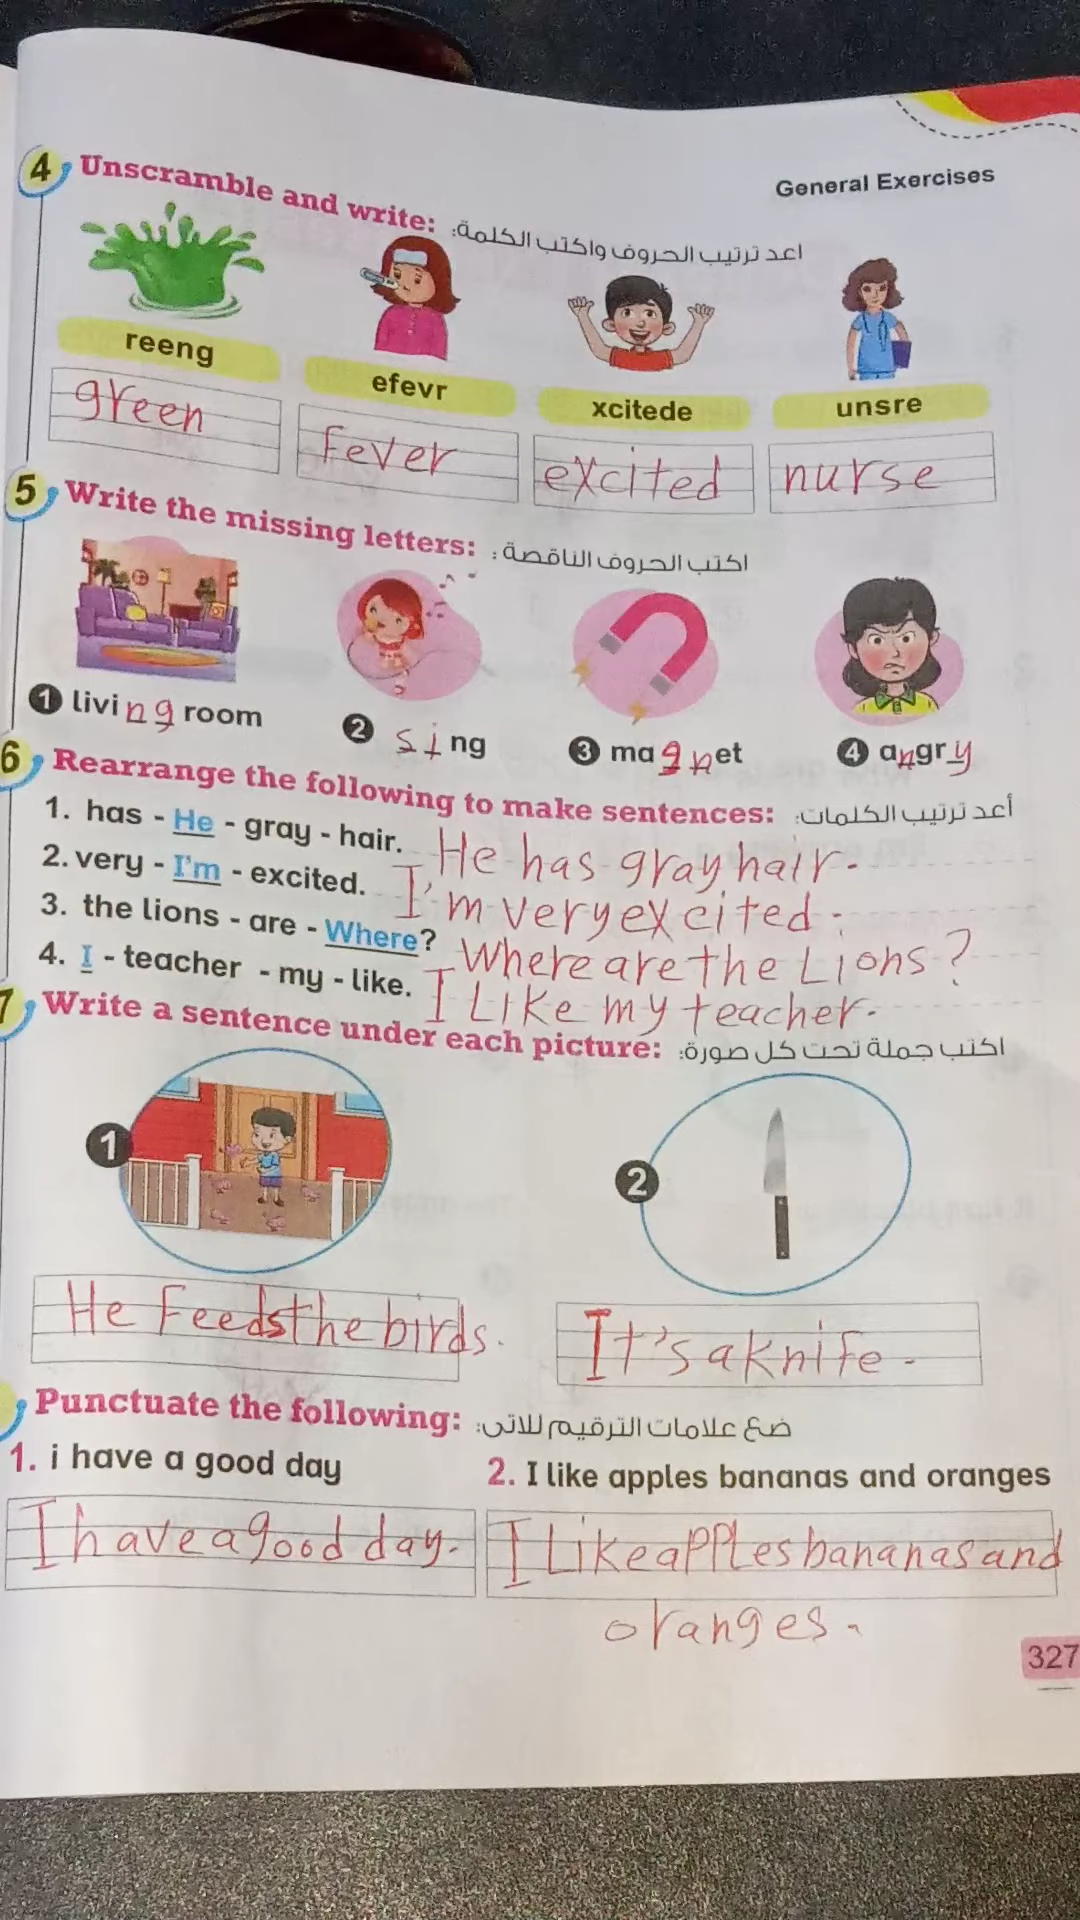 General Exercises
4 Unscramble and write: اعد ترتيب الحروف واكتب الكلمة:
reeng efevr xcitede unsre
green Fever excited nurse
5 Write the missing letters: اكتب الحروف الناقصة:
1 living room 2 sing 3 magnet 4 angry
6 Rearrange the following to make sentences: أعد ترتيب الكلمات:
1. has - He - gray - hair. He has gray hair.
2. very - I'm - excited. I'm very excited.
3. the lions - are - Where? Where are the Lions?
4. I - teacher - my - like. I Like my teacher.
7 Write a sentence under each picture: اكتب جملة تحت كل صورة:
1 2
He Feeds the birds. It's a knife.
Punctuate the following: ضع علامات الترقيم للاتى:
1. i have a good day 2. I like apples bananas and oranges
I have a good day. I Like apples bananas and
oranges.
327